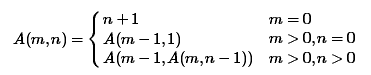 A(m,n) = { n + 1    m = 0
A(m − 1, 1)    m > 0, n = 0
A(m − 1, A(m, n − 1))    m > 0, n > 0